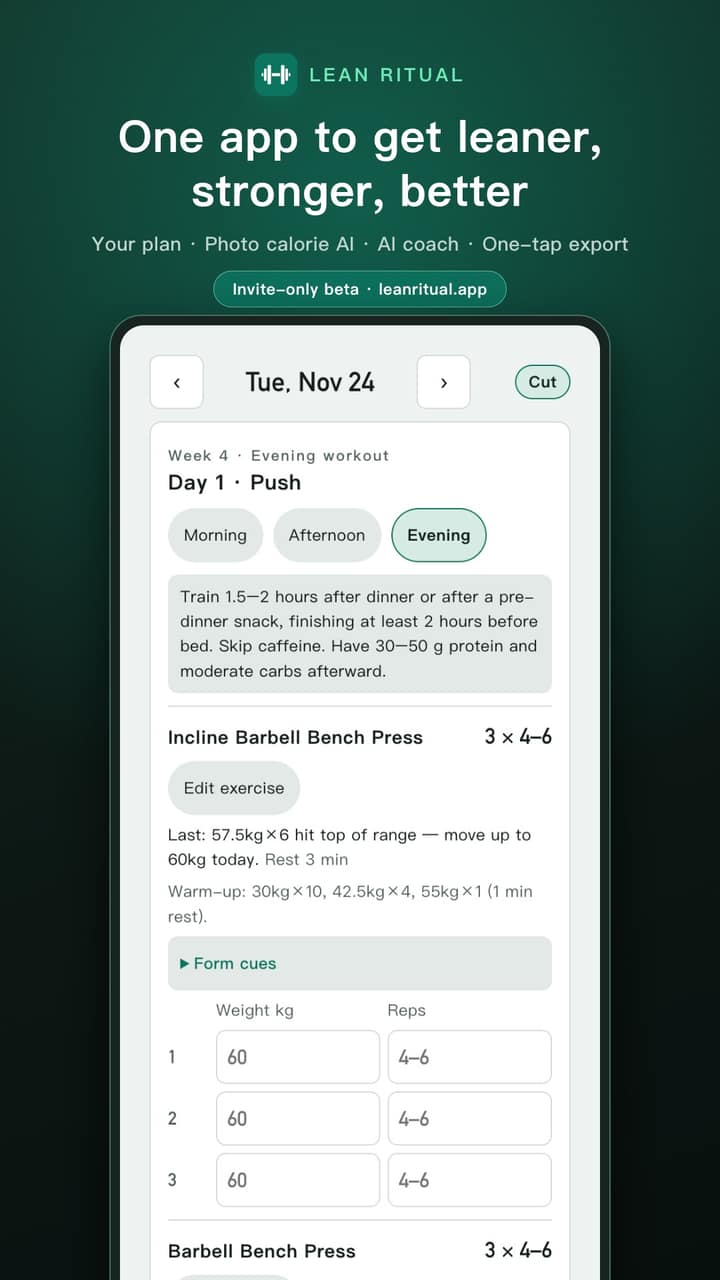 LEAN RITUAL
One app to get leaner,
stronger, better
Your plan · Photo calorie AI · AI coach · One-tap export
Invite-only beta · leanritual.app
‹ Tue, Nov 24 › Cut
Week 4 · Evening workout
Day 1 · Push
Morning Afternoon Evening
Train 1.5–2 hours after dinner or after a pre-
dinner snack, finishing at least 2 hours before
bed. Skip caffeine. Have 30–50 g protein and
moderate carbs afterward.
Incline Barbell Bench Press 3 × 4–6
Edit exercise
Last: 57.5kg×6 hit top of range — move up to
60kg today. Rest 3 min
Warm-up: 30kg×10, 42.5kg×4, 55kg×1 (1 min
rest).
▶ Form cues
Weight kg Reps
1 60 4–6
2 60 4–6
3 60 4–6
Barbell Bench Press 3 × 4–6